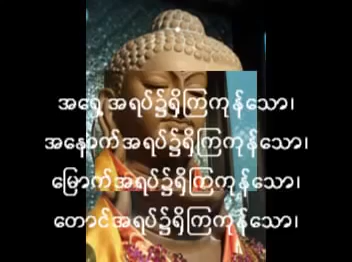 အရှေ့အရပ်၌ရှိကြကုန်သော၊
အနောက်အရပ်၌ရှိကြကုန်သော၊
မြောက်အရပ်၌ရှိကြကုန်သော၊
တောင်အရပ်၌ရှိကြကုန်သော၊